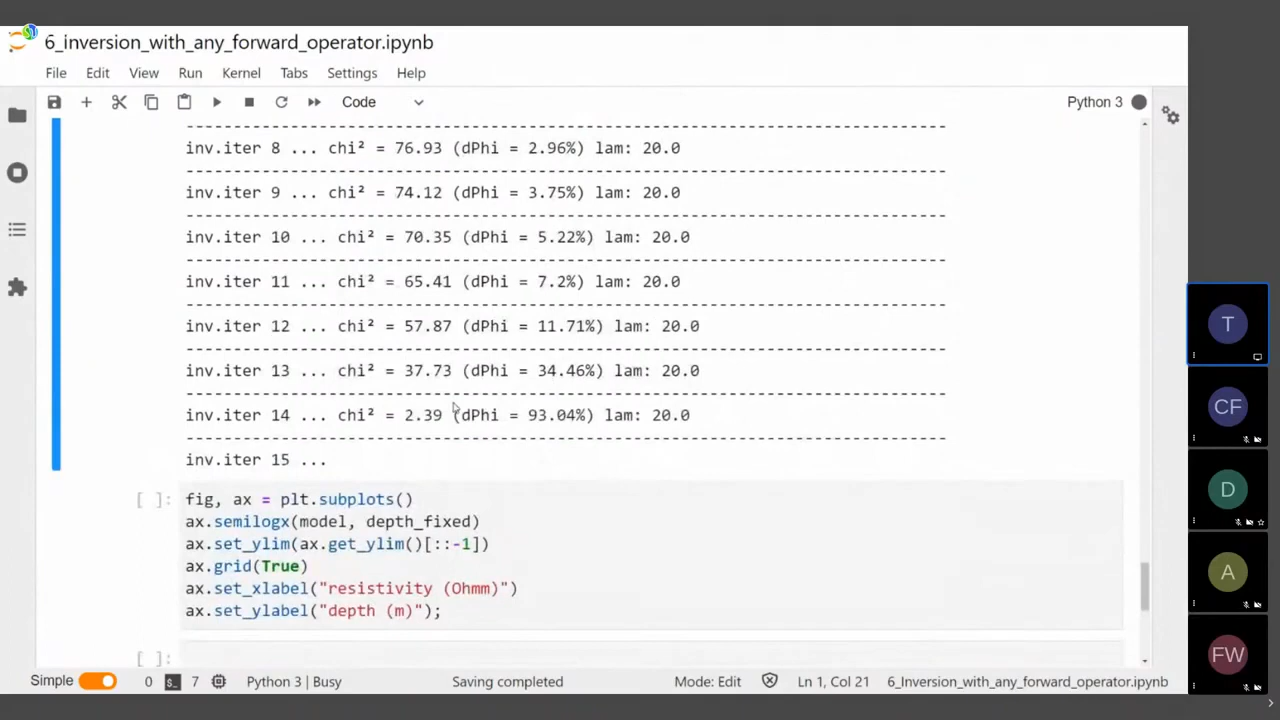 6_inversion_with_any_forward_operator.ipynb
File Edit View Run Kernel Tabs Settings Help
Code Python 3
--------------------------------------------------------------------------------
inv.iter 8 ... chi² = 76.93 (dPhi = 2.96%) lam: 20.0
--------------------------------------------------------------------------------
inv.iter 9 ... chi² = 74.12 (dPhi = 3.75%) lam: 20.0
--------------------------------------------------------------------------------
inv.iter 10 ... chi² = 70.35 (dPhi = 5.22%) lam: 20.0
--------------------------------------------------------------------------------
inv.iter 11 ... chi² = 65.41 (dPhi = 7.2%) lam: 20.0
--------------------------------------------------------------------------------
inv.iter 12 ... chi² = 57.87 (dPhi = 11.71%) lam: 20.0
--------------------------------------------------------------------------------
inv.iter 13 ... chi² = 37.73 (dPhi = 34.46%) lam: 20.0
--------------------------------------------------------------------------------
inv.iter 14 ... chi² = 2.39 (dPhi = 93.04%) lam: 20.0
--------------------------------------------------------------------------------
inv.iter 15 ...
[ ]: fig, ax = plt.subplots()
ax.semilogx(model, depth_fixed)
ax.set_ylim(ax.get_ylim()[::-1])
ax.grid(True)
ax.set_xlabel("resistivity (Ohmm)")
ax.set_ylabel("depth (m)");
[ ]:
Simple 0 7 Python 3 | Busy Saving completed Mode: Edit Ln 1, Col 21 6_Inversion_with_any_forward_operator.ipynb
T
CF
D
A
FW